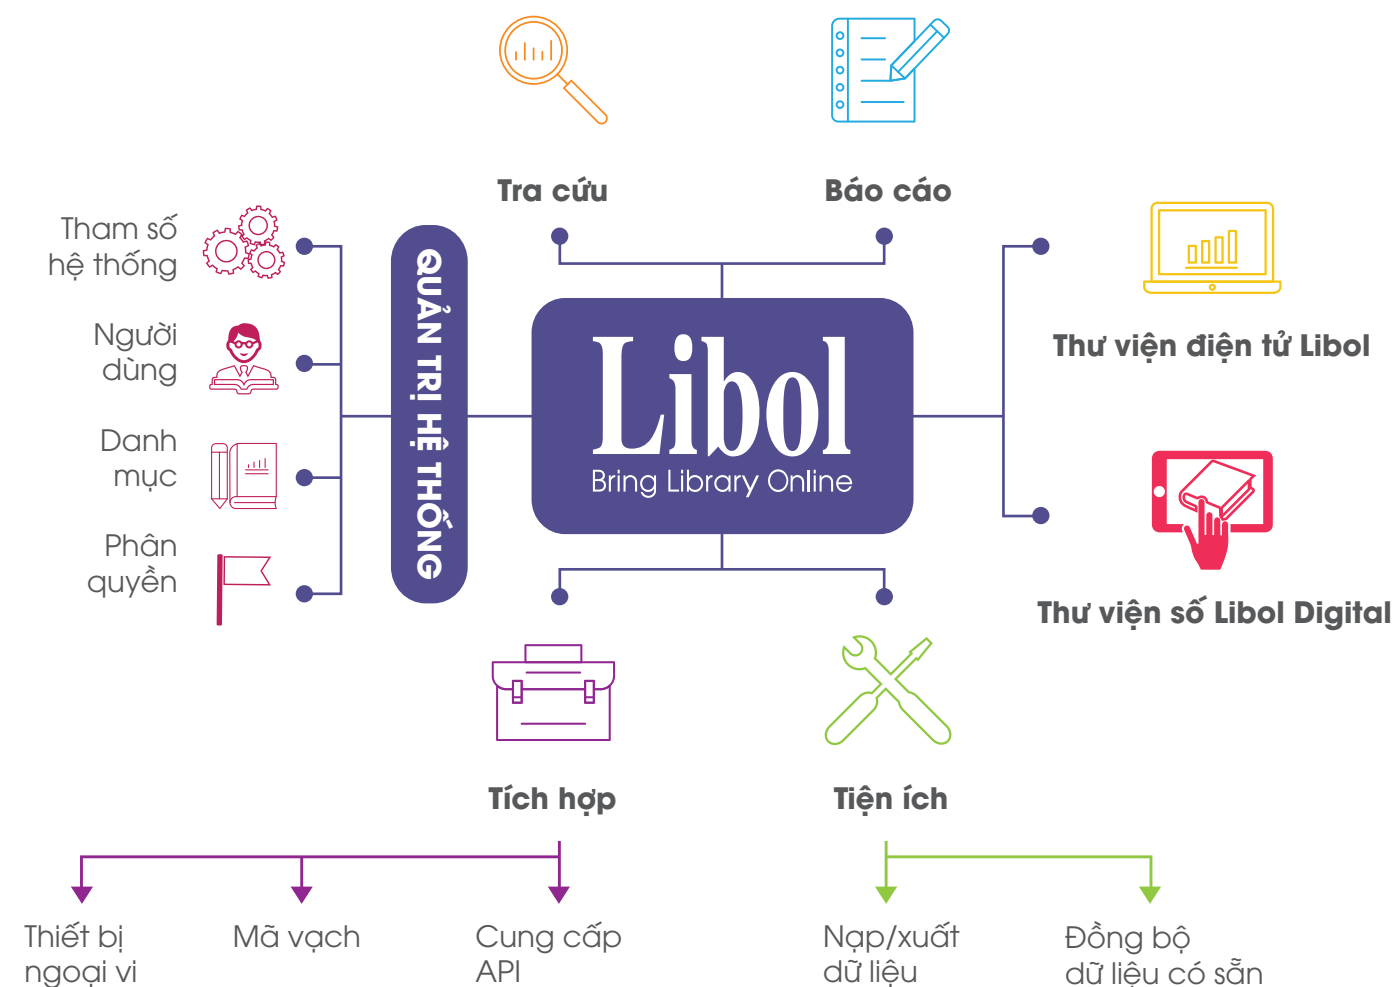 Tra cứu
Báo cáo
Tham số
hệ thống
Người
dùng
Danh
mục
Phân
quyền
QUẢN TRỊ HỆ THỐNG
Libol
Bring Library Online
Thư viện điện tử Libol
Thư viện số Libol Digital
Tích hợp
Tiện ích
Thiết bị
ngoại vi
Mã vạch
Cung cấp
API
Nạp/xuất
dữ liệu
Đồng bộ
dữ liệu có sẵn